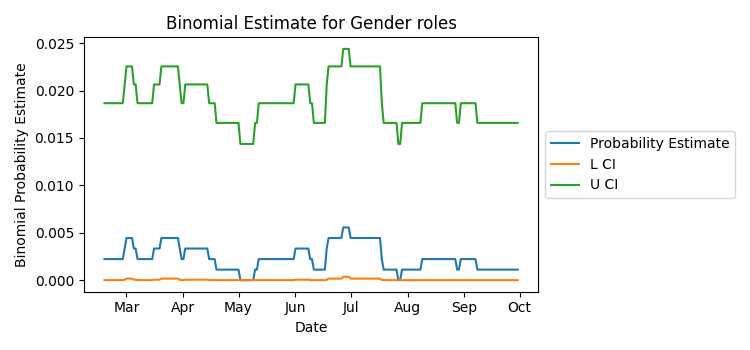 Binomial Estimate for Gender roles
Binomial Probability Estimate
0.025
0.020
0.015
0.010
0.005
0.000
Mar Apr May Jun Jul Aug Sep Oct
Date
Probability Estimate
L CI
U CI